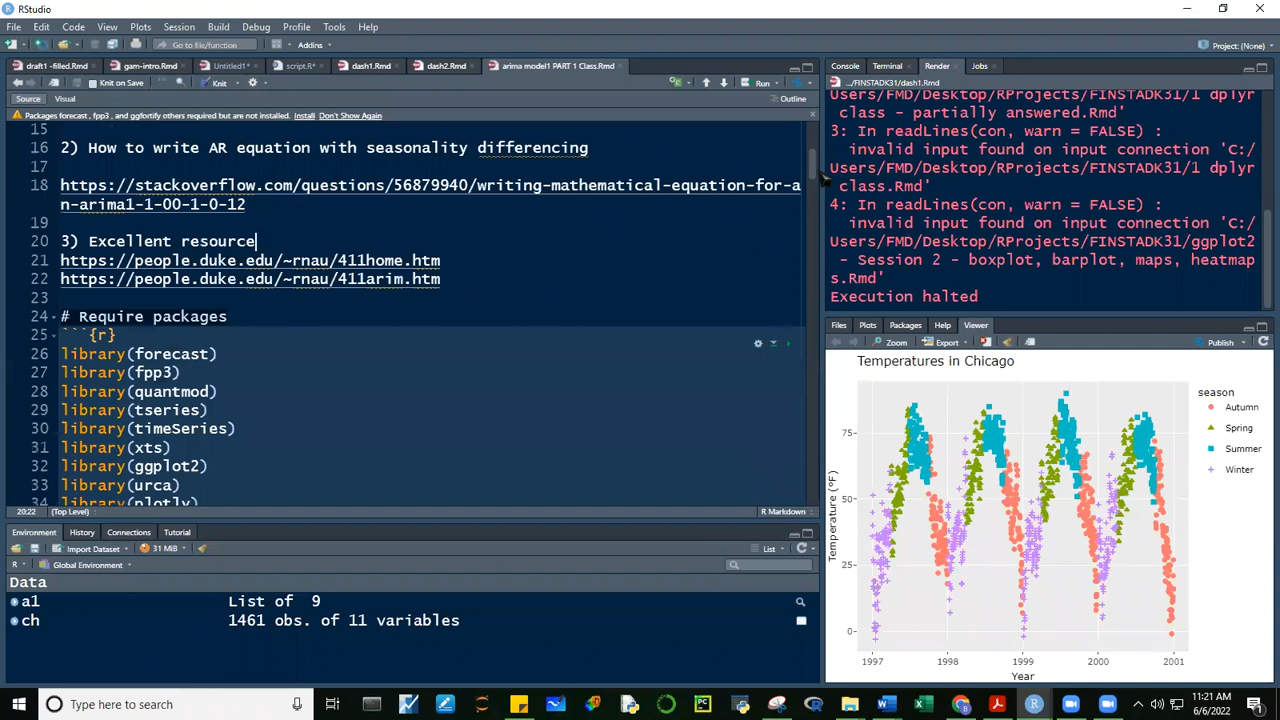 RStudio
File Edit Code View Plots Session Build Debug Profile Tools Help
Go to file/function Addins Project: (None)
draft1 -filled.Rmd gam-intro.Rmd Untitled1* script.R* dash1.Rmd dash2.Rmd arima model1 PART 1 Class.Rmd
Knit on Save Knit Run
Source Visual Outline
Packages forecast, fpp3, and ggfortify others required but are not installed. Install Don't Show Again
15
16 2) How to write AR equation with seasonality differencing
17
18 https://stackoverflow.com/questions/56879940/writing-mathematical-equation-for-a
n-arima1-1-00-1-0-12
19
20 3) Excellent resource
21 https://people.duke.edu/~rnau/411home.htm
22 https://people.duke.edu/~rnau/411arim.htm
23
24 # Require packages
25 ```{r}
26 library(forecast)
27 library(fpp3)
28 library(quantmod)
29 library(tseries)
30 library(timeSeries)
31 library(xts)
32 library(ggplot2)
33 library(urca)
34 library(plotly)
20:22 (Top Level) R Markdown
Environment History Connections Tutorial
Import Dataset 31 MiB List
R Global Environment
Data
a1 List of 9
ch 1461 obs. of 11 variables
Console Terminal Render Jobs
.../FINSTADK31/dash1.Rmd
Users/FMD/Desktop/RProjects/FINSTADK31/1 dplyr
class - partially answered.Rmd'
3: In readLines(con, warn = FALSE) :
invalid input found on input connection 'C:/
Users/FMD/Desktop/RProjects/FINSTADK31/1 dplyr
class.Rmd'
4: In readLines(con, warn = FALSE) :
invalid input found on input connection 'C:/
Users/FMD/Desktop/RProjects/FINSTADK31/ggplot2
- Session 2 - boxplot, barplot, maps, heatmap
s.Rmd'
Execution halted
Files Plots Packages Help Viewer
Zoom Export Publish
Temperatures in Chicago
season
Autumn
Spring
Summer
Winter
75
50
25
0
Temperature (°F)
1997 1998 1999 2000 2001
Year
Type here to search
11:21 AM
6/6/2022